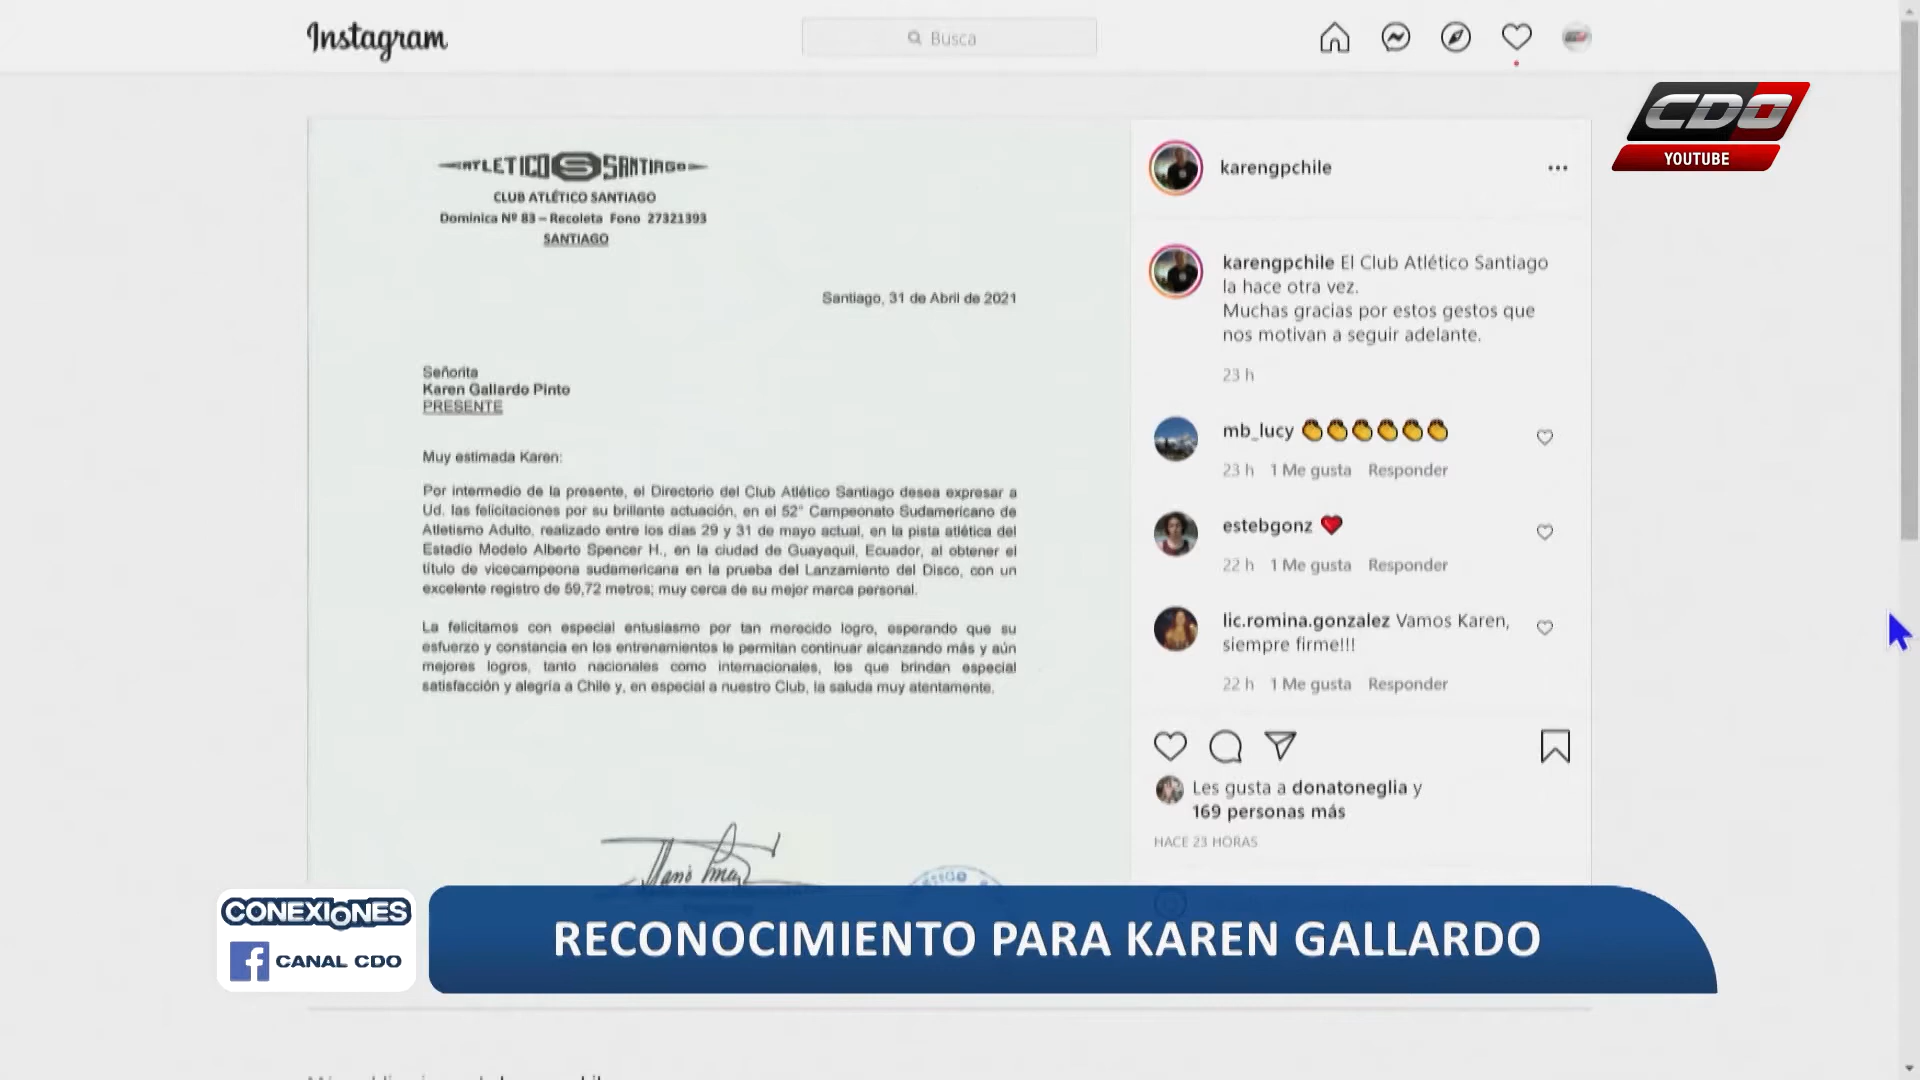 Instagram
Busca
CDO
YOUTUBE
ATLETICO S SANTIAGO
CLUB ATLÉTICO SANTIAGO
Dominica Nº 83 – Recoleta Fono 27321393
SANTIAGO
Santiago, 31 de Abril de 2021
Señorita
Karen Gallardo Pinto
PRESENTE
Muy estimada Karen:
Por intermedio de la presente, el Directorio del Club Atlético Santiago desea expresar a
Ud. las felicitaciones por su brillante actuación, en el 52° Campeonato Sudamericano de
Atletismo Adulto, realizado entre los días 29 y 31 de mayo actual, en la pista atlética del
Estadio Modelo Alberto Spencer H., en la ciudad de Guayaquil, Ecuador, al obtener el
título de vicecampeona sudamericana en la prueba del Lanzamiento del Disco, con un
excelente registro de 59,72 metros; muy cerca de su mejor marca personal.
La felicitamos con especial entusiasmo por tan merecido logro, esperando que su
esfuerzo y constancia en los entrenamientos le permitan continuar alcanzando más y aún
mejores logros, tanto nacionales como internacionales, los que brindan especial
satisfacción y alegría a Chile y, en especial a nuestro Club, la saluda muy atentamente.
karengpchile
karengpchile El Club Atlético Santiago
la hace otra vez.
Muchas gracias por estos gestos que
nos motivan a seguir adelante.
23 h
mb_lucy 👏👏👏👏👏👏
23 h 1 Me gusta Responder
estebgonz ❤️
22 h 1 Me gusta Responder
lic.romina.gonzalez Vamos Karen,
siempre firme!!!
22 h 1 Me gusta Responder
Les gusta a donatoneglia y
169 personas más
HACE 23 HORAS
CONEXIONES
f CANAL CDO
RECONOCIMIENTO PARA KAREN GALLARDO